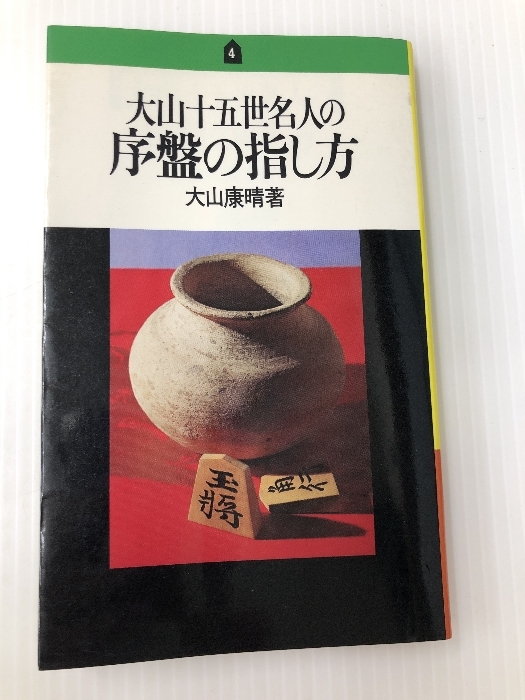 4
大山十五世名人の
序盤の指し方
大山康晴著
玉将